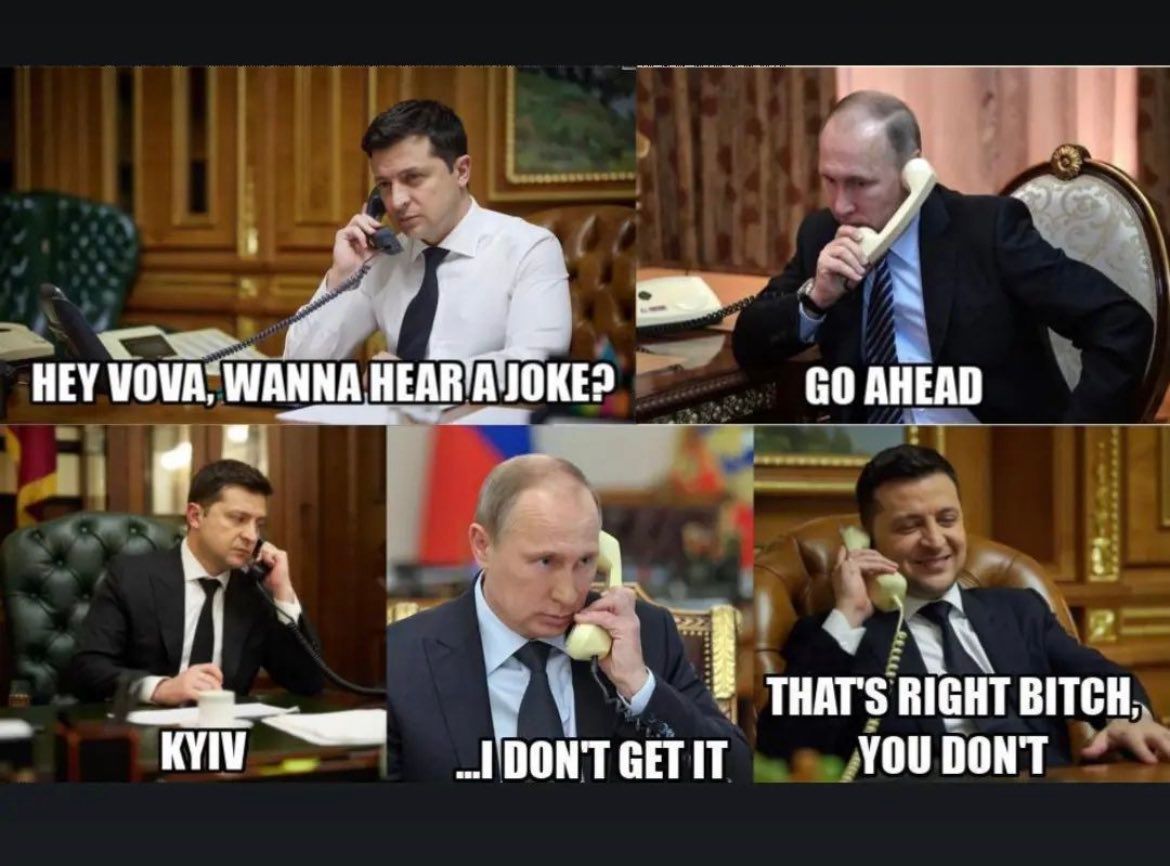 HEY VOVA, WANNA HEAR A JOKE?
GO AHEAD
KYIV
...I DON'T GET IT
THAT'S RIGHT BITCH,
YOU DON'T